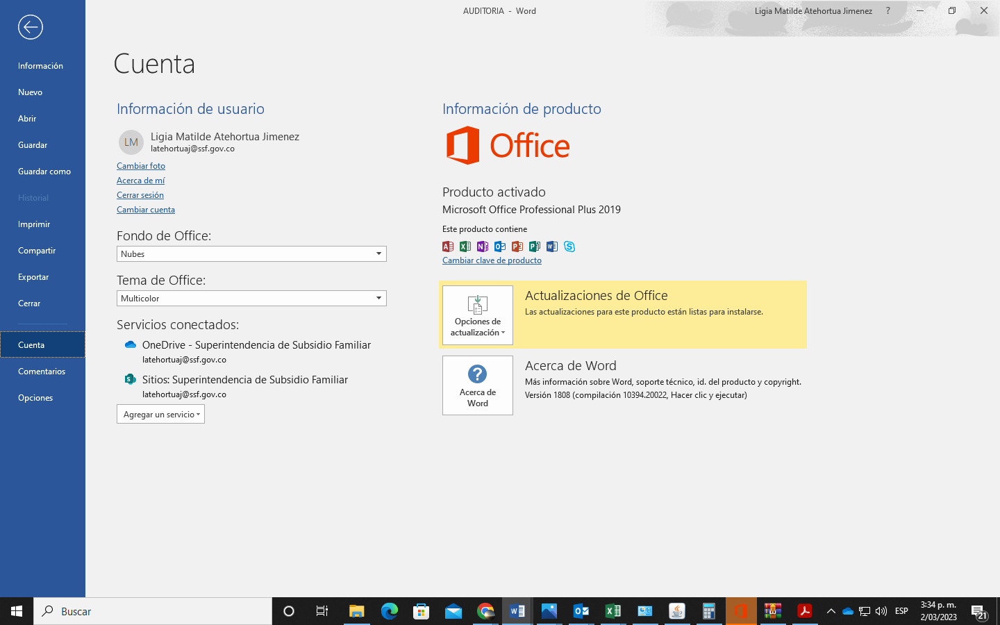 AUDITORIA - Word
Ligia Matilde Atehortua Jimenez ?
Información
Nuevo
Abrir
Guardar
Guardar como
Historial
Imprimir
Compartir
Exportar
Cerrar
Cuenta
Comentarios
Opciones
Cuenta
Información de usuario
LM
Ligia Matilde Atehortua Jimenez
latehortuaj@ssf.gov.co
Cambiar foto
Acerca de mí
Cerrar sesión
Cambiar cuenta
Fondo de Office:
Nubes
Tema de Office:
Multicolor
Servicios conectados:
OneDrive - Superintendencia de Subsidio Familiar
latehortuaj@ssf.gov.co
Sitios: Superintendencia de Subsidio Familiar
latehortuaj@ssf.gov.co
Agregar un servicio
Información de producto
Office
Producto activado
Microsoft Office Professional Plus 2019
Este producto contiene
Cambiar clave de producto
Opciones de
actualización
Actualizaciones de Office
Las actualizaciones para este producto están listas para instalarse.
Acerca de
Word
Acerca de Word
Más información sobre Word, soporte técnico, id. del producto y copyright.
Versión 1808 (compilación 10394.20022, Hacer clic y ejecutar)
Buscar
ESP
3:34 p. m.
2/03/2023
21